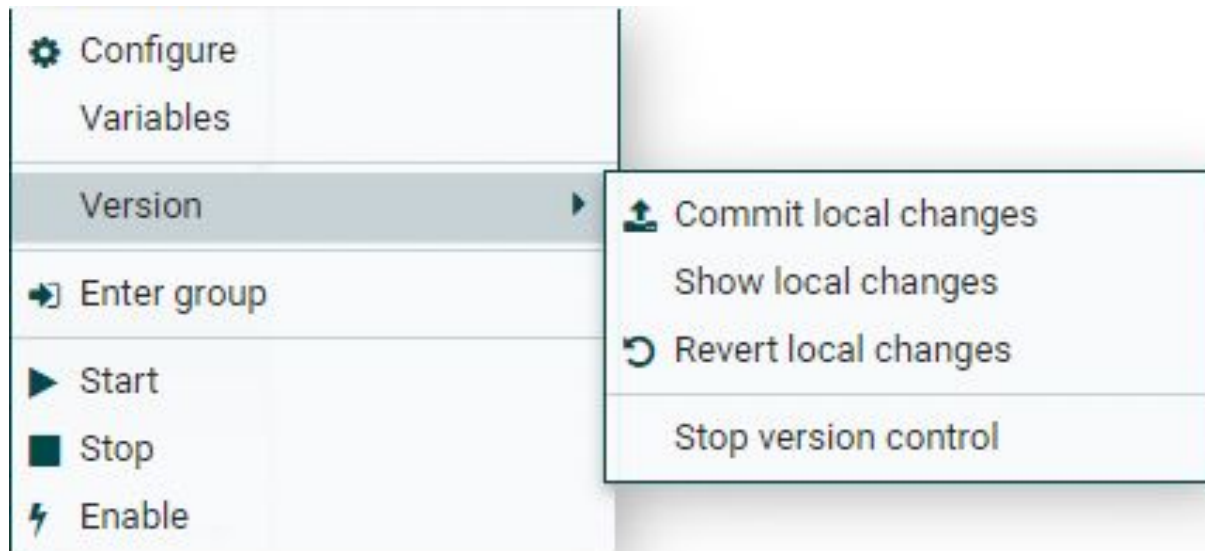 Configure
Variables
Version
Enter group
Start
Stop
Enable
Commit local changes
Show local changes
Revert local changes
Stop version control